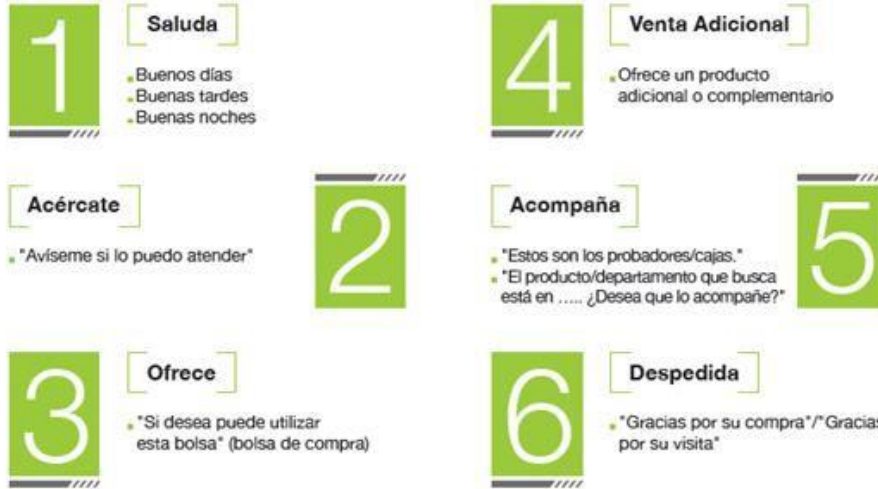 1
Saluda
Buenos días
Buenas tardes
Buenas noches
Acércate
2
"Avíseme si lo puedo atender"
3
Ofrece
"Si desea puede utilizar
esta bolsa" (bolsa de compra)
4
Venta Adicional
Ofrece un producto
adicional o complementario
Acompaña
5
"Estos son los probadores/cajas."
"El producto/departamento que busca
está en ..... ¿Desea que lo acompañe?"
6
Despedida
"Gracias por su compra"/"Gracias
por su visita"